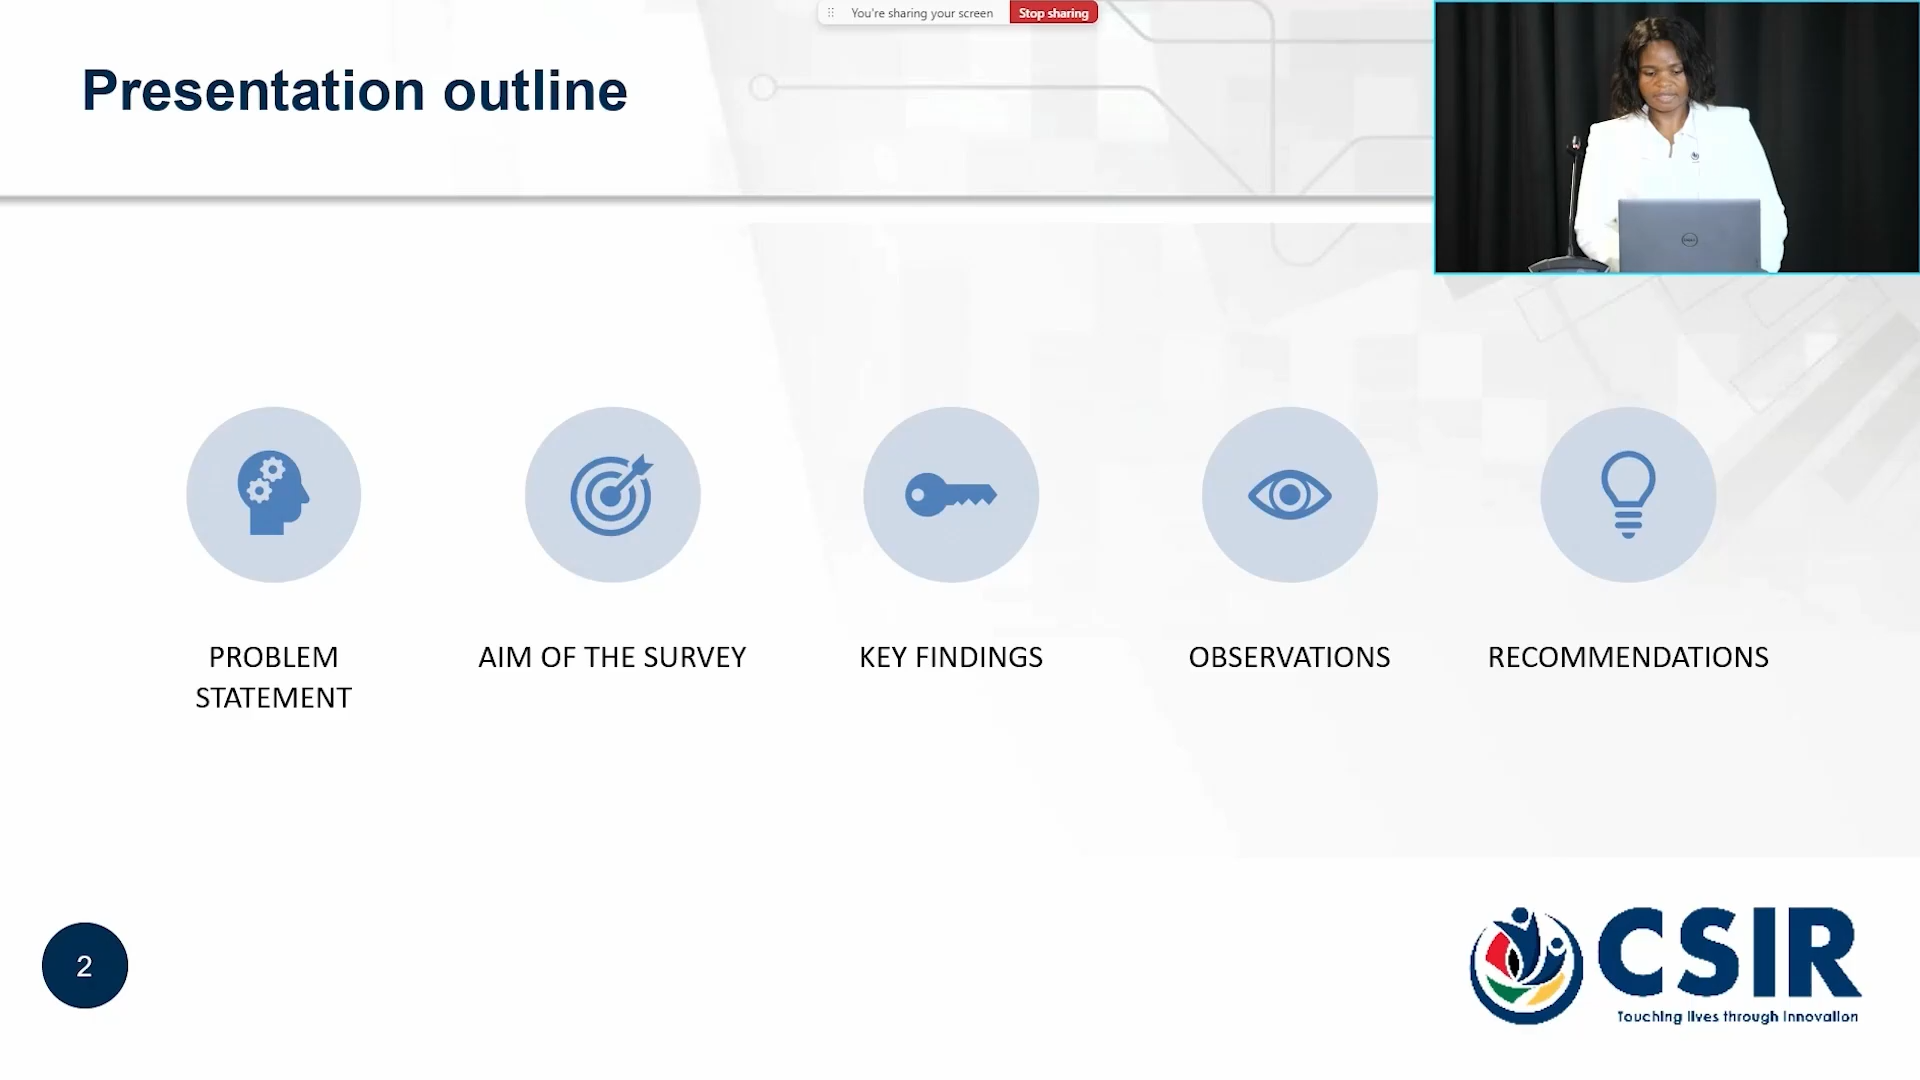 You're sharing your screen
Stop sharing
Presentation outline
PROBLEM
STATEMENT
AIM OF THE SURVEY
KEY FINDINGS
OBSERVATIONS
RECOMMENDATIONS
2
CSIR
Touching lives through innovation
DELL